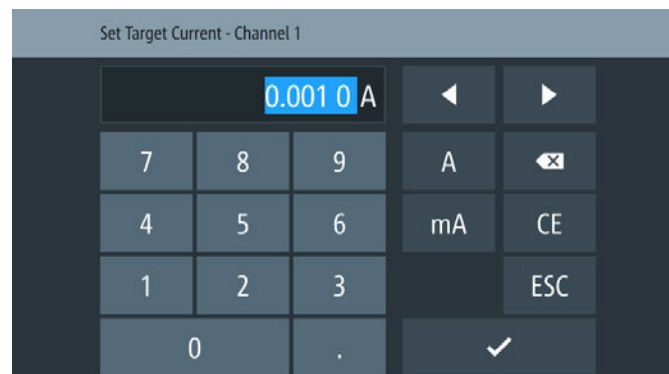 Set Target Current - Channel 1
0.001 0 A
7 8 9 A
4 5 6 mA CE
1 2 3 ESC
0 .